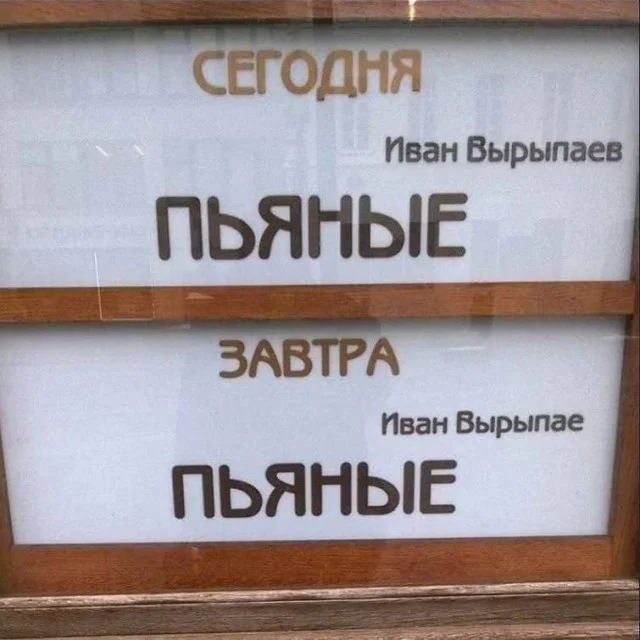 СЕГОДНЯ
Иван Вырыпаев
ПЬЯНЫЕ
ЗАВТРА
Иван Вырыпае
ПЬЯНЫЕ